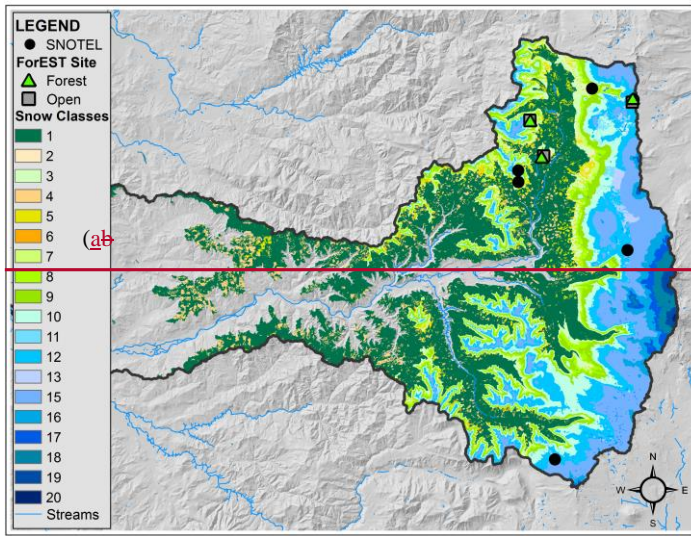 LEGEND
SNOTEL
ForEST Site
Forest
Open
Snow Classes
1
2
3
4
5
6
(ab
7
8
9
10
11
12
13
15
16
17
18
19
20
Streams
N
W E
S